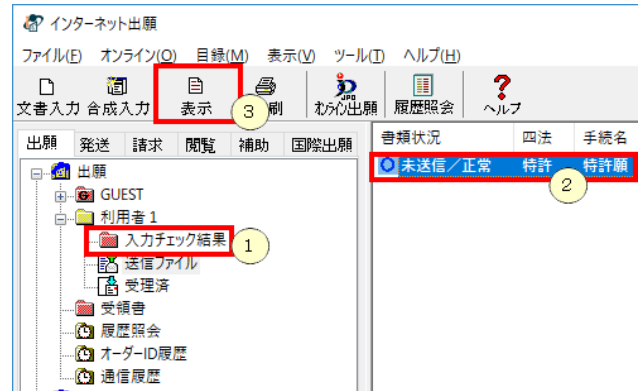 インターネット出願
ファイル(F) オンライン(O) 目録(M) 表示(V) ツール(T) ヘルプ(H)
文書入力 合成入力 表示 3 刷 オンライン出願 履歴照会 ヘルプ
出願 発送 請求 閲覧 補助 国際出願
書類状況 四法 手続名
未送信／正常 特許 特許願
2
出願
GUEST
利用者1
入力チェック結果 1
送信ファイル
受理済
受領書
履歴照会
オーダーID履歴
通信履歴